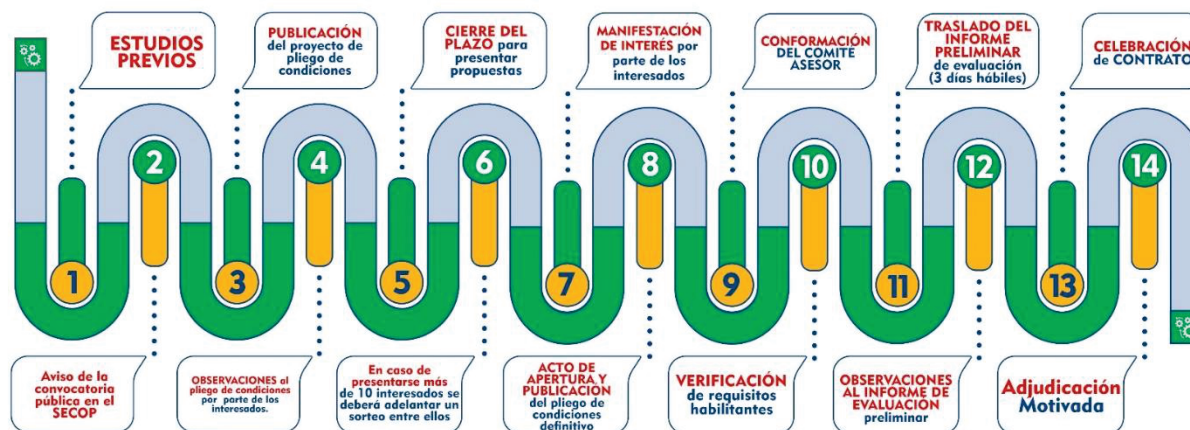 ESTUDIOS
PREVIOS
PUBLICACIÓN
del proyecto de
pliego de
condiciones
CIERRE DEL
PLAZO para
presentar
propuestas
MANIFESTACIÓN
DE INTERÉS por
parte de los
interesados
CONFORMACIÓN
DEL COMITÉ
ASESOR
TRASLADO DEL
INFORME
PRELIMINAR
de evaluación
(3 días hábiles)
CELEBRACIÓN
de CONTRATO
1
2
3
4
5
6
7
8
9
10
11
12
13
14
Aviso de la
convocatoria
pública en el
SECOP
OBSERVACIONES al
pliego de condiciones
por parte de los
interesados.
En caso de
presentarse más
de 10 interesados se
deberá adelantar un
sorteo entre ellos
ACTO DE
APERTURA Y
PUBLICACIÓN
del pliego de
condiciones
definitivo
VERIFICACIÓN
de requisitos
habilitantes
OBSERVACIONES
AL INFORME DE
EVALUACIÓN
preliminar
Adjudicación
Motivada